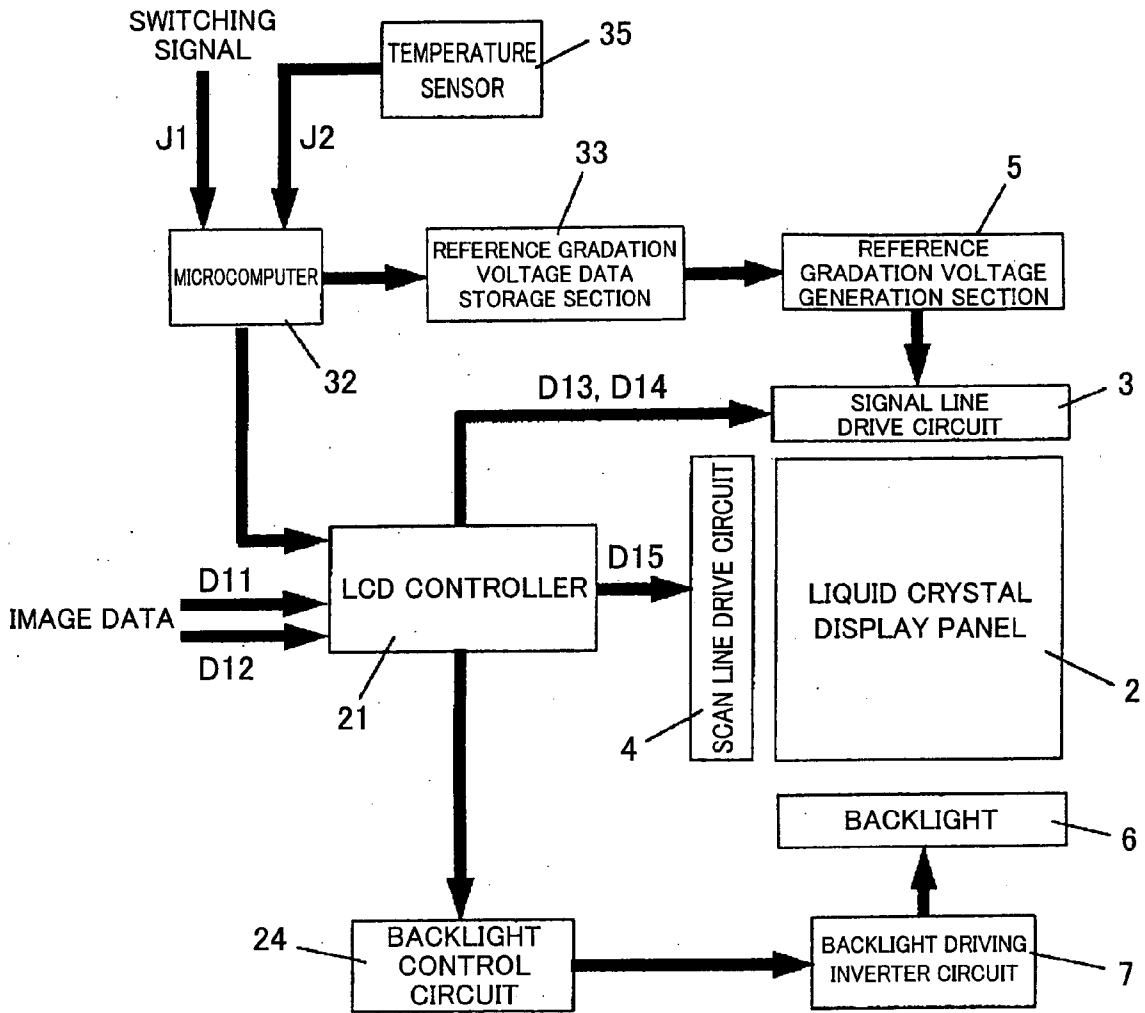 SWITCHING
SIGNAL
TEMPERATURE
SENSOR
35
J1
J2
33
5
MICROCOMPUTER
REFERENCE GRADATION
VOLTAGE DATA
STORAGE SECTION
REFERENCE
GRADATION VOLTAGE
GENERATION SECTION
32
D13, D14
SIGNAL LINE
DRIVE CIRCUIT
3
SCAN LINE DRIVE CIRCUIT
LCD CONTROLLER
D15
LIQUID CRYSTAL
DISPLAY PANEL
IMAGE DATA
D11
D12
21
4
2
BACKLIGHT
6
24
BACKLIGHT
CONTROL
CIRCUIT
BACKLIGHT DRIVING
INVERTER CIRCUIT
7